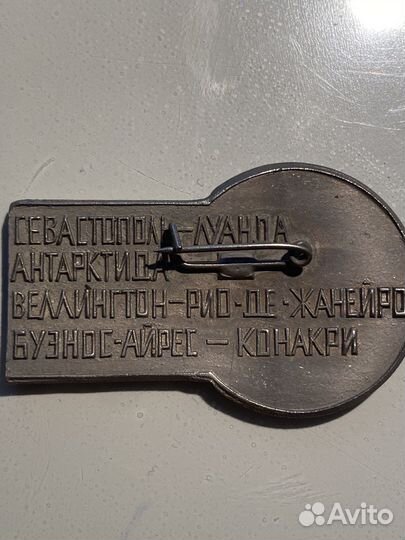 СЕВАСТОПОЛЬ – ЛУАНДА
АНТАРКТИДА
ВЕЛЛИНГТОН – РИО-ДЕ-ЖАНЕЙРО
БУЭНОС-АЙРЕС – КОНАКРИ
Avito